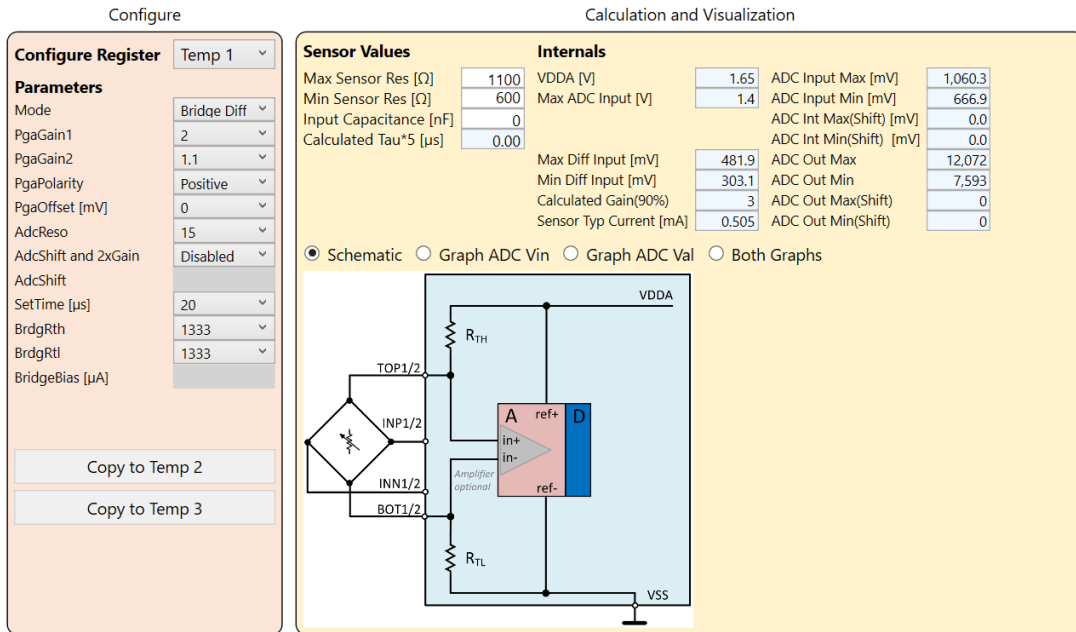 Configure
Calculation and Visualization
Configure Register Temp 1
Parameters
Mode Bridge Diff
PgaGain1 2
PgaGain2 1.1
PgaPolarity Positive
PgaOffset [mV] 0
AdcReso 15
AdcShift and 2xGain Disabled
AdcShift
SetTime [µs] 20
BrdgRth 1333
BrdgRtl 1333
BridgeBias [µA]
Copy to Temp 2
Copy to Temp 3
Sensor Values
Max Sensor Res [Ω] 1100
Min Sensor Res [Ω] 600
Input Capacitance [nF] 0
Calculated Tau*5 [µs] 0.00
Internals
VDDA [V] 1.65
Max ADC Input [V] 1.4
Max Diff Input [mV] 481.9
Min Diff Input [mV] 303.1
Calculated Gain(90%) 3
Sensor Typ Current [mA] 0.505
ADC Input Max [mV] 1,060.3
ADC Input Min [mV] 666.9
ADC Int Max(Shift) [mV] 0.0
ADC Int Min(Shift) [mV] 0.0
ADC Out Max 12,072
ADC Out Min 7,593
ADC Out Max(Shift) 0
ADC Out Min(Shift) 0
Schematic Graph ADC Vin Graph ADC Val Both Graphs
VDDA
RTH
TOP1/2
INP1/2
A ref+ D
in+
in-
Amplifier
optional
ref-
INN1/2
BOT1/2
RTL
VSS